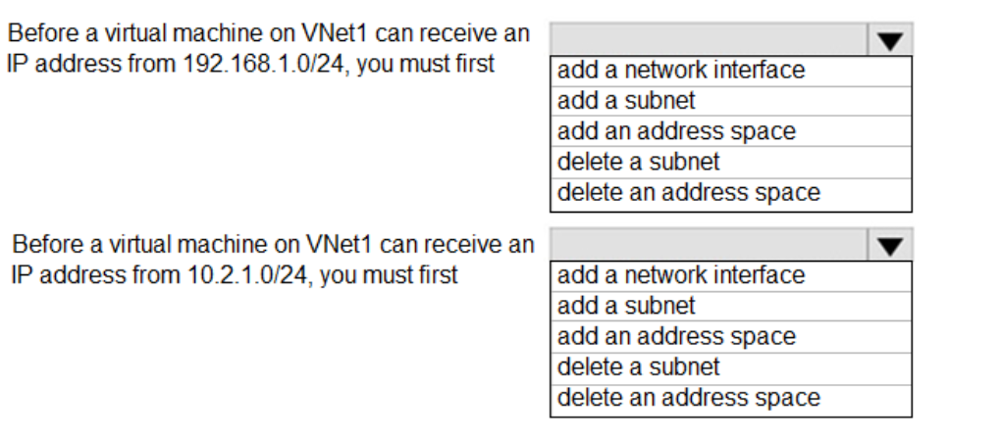 Before a virtual machine on VNet1 can receive an
IP address from 192.168.1.0/24, you must first
add a network interface
add a subnet
add an address space
delete a subnet
delete an address space
Before a virtual machine on VNet1 can receive an
IP address from 10.2.1.0/24, you must first
add a network interface
add a subnet
add an address space
delete a subnet
delete an address space